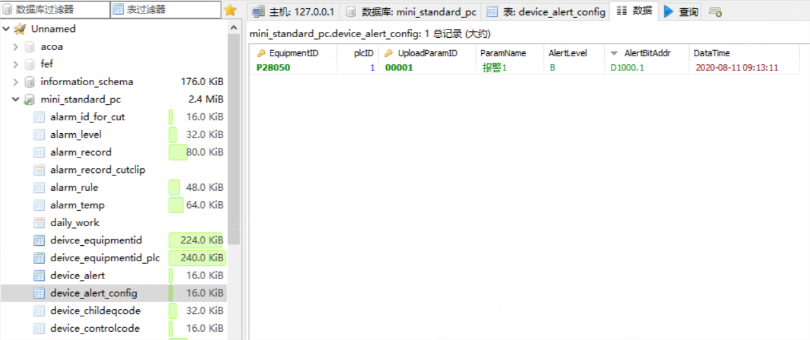 数据库过滤器 表过滤器
主机: 127.0.0.1 数据库: mini_standard_pc 表: device_alert_config 数据 查询
Unnamed
acoa
fef
information_schema 176.0 KiB
mini_standard_pc 2.4 MiB
alarm_id_for_cut 16.0 KiB
alarm_level 32.0 KiB
alarm_record 80.0 KiB
alarm_record_cutclip
alarm_rule 48.0 KiB
alarm_temp 64.0 KiB
daily_work
deivce_equipmentid 224.0 KiB
deivce_equipmentid_plc 240.0 KiB
device_alert 16.0 KiB
device_alert_config 16.0 KiB
device_childeqcode 32.0 KiB
device_controlcode 16.0 KiB
mini_standard_pc.device_alert_config: 1 总记录 (大约)
EquipmentID plcID UploadParamID ParamName AlertLevel AlertBitAddr DataTime
P28050 1 00001 报警1 B D1000.1 2020-08-11 09:13:11